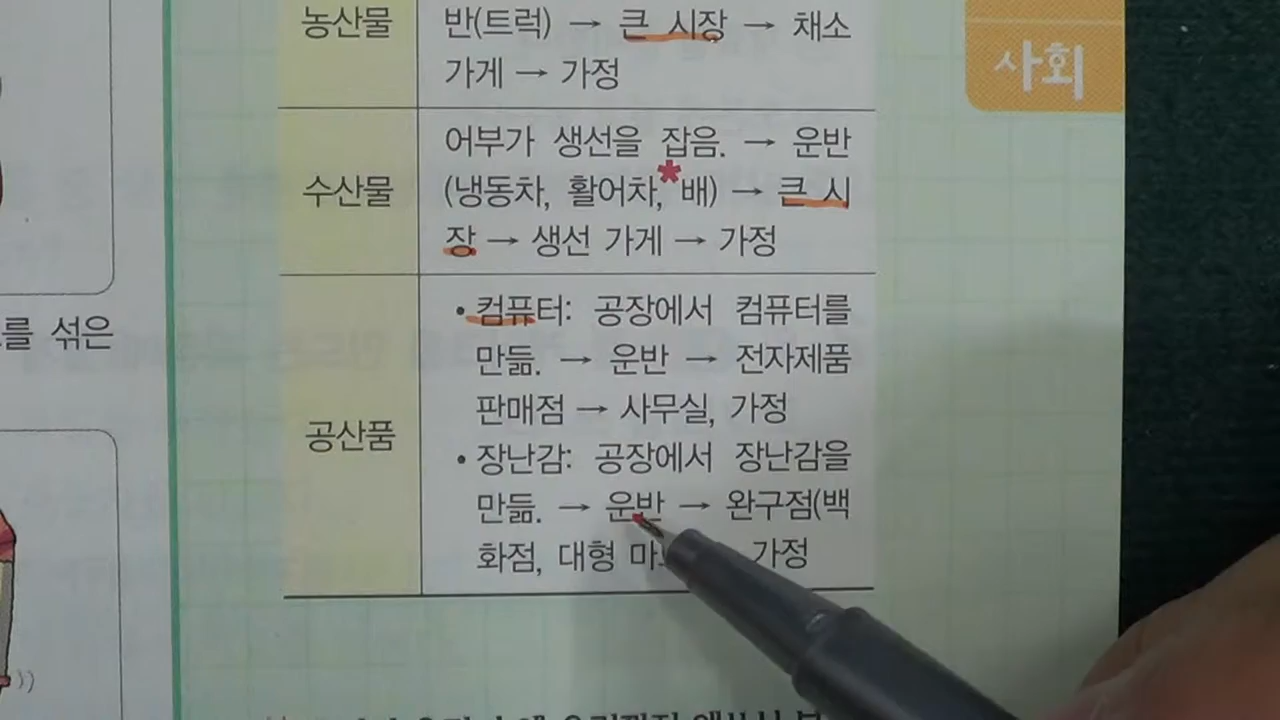 농산물
반(트럭) → 큰 시장 → 채소
가게 → 가정
사회
수산물
어부가 생선을 잡음. → 운반
(냉동차, 활어차,* 배) → 큰 시
장 → 생선 가게 → 가정
를 섞은
공산품
• 컴퓨터: 공장에서 컴퓨터를
만듦. → 운반 → 전자제품
판매점 → 사무실, 가정
• 장난감: 공장에서 장난감을
만듦. → 운반 → 완구점(백
화점, 대형 가정